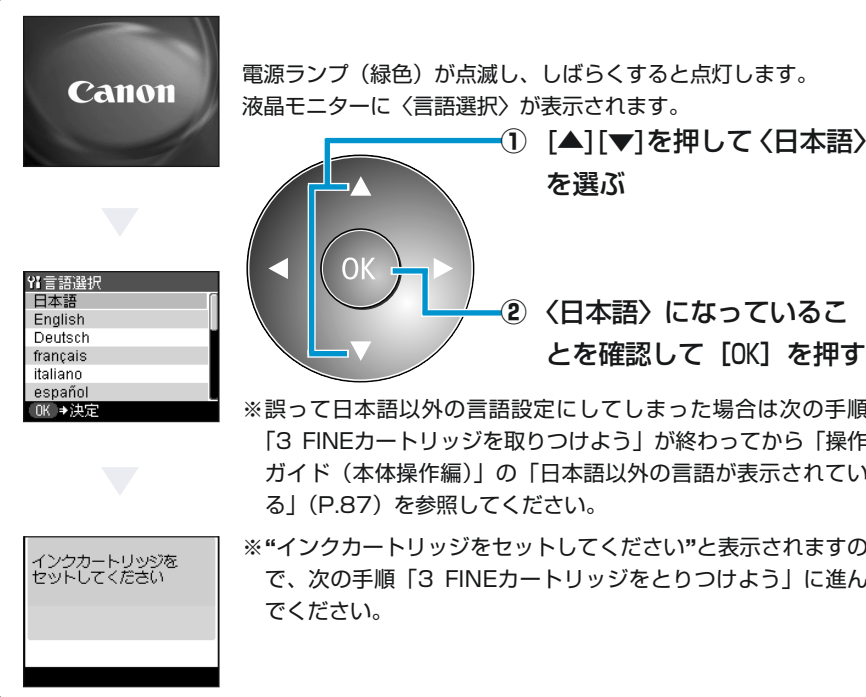 Canon
電源ランプ（緑色）が点滅し、しばらくすると点灯します。
液晶モニターに〈言語選択〉が表示されます。
① [▲][▼]を押して〈日本語〉
を選ぶ
OK
② 〈日本語〉になっているこ
とを確認して［OK］を押す
言語選択
日本語
English
Deutsch
français
italiano
español
OK➔決定
※誤って日本語以外の言語設定にしてしまった場合は次の手順
「3 FINEカートリッジを取りつけよう」が終わってから「操作
ガイド（本体操作編）」の「日本語以外の言語が表示されてい
る」（P.87）を参照してください。
インクカートリッジを
セットしてください
※“インクカートリッジをセットしてください”と表示されますの
で、次の手順「3 FINEカートリッジをとりつけよう」に進ん
でください。